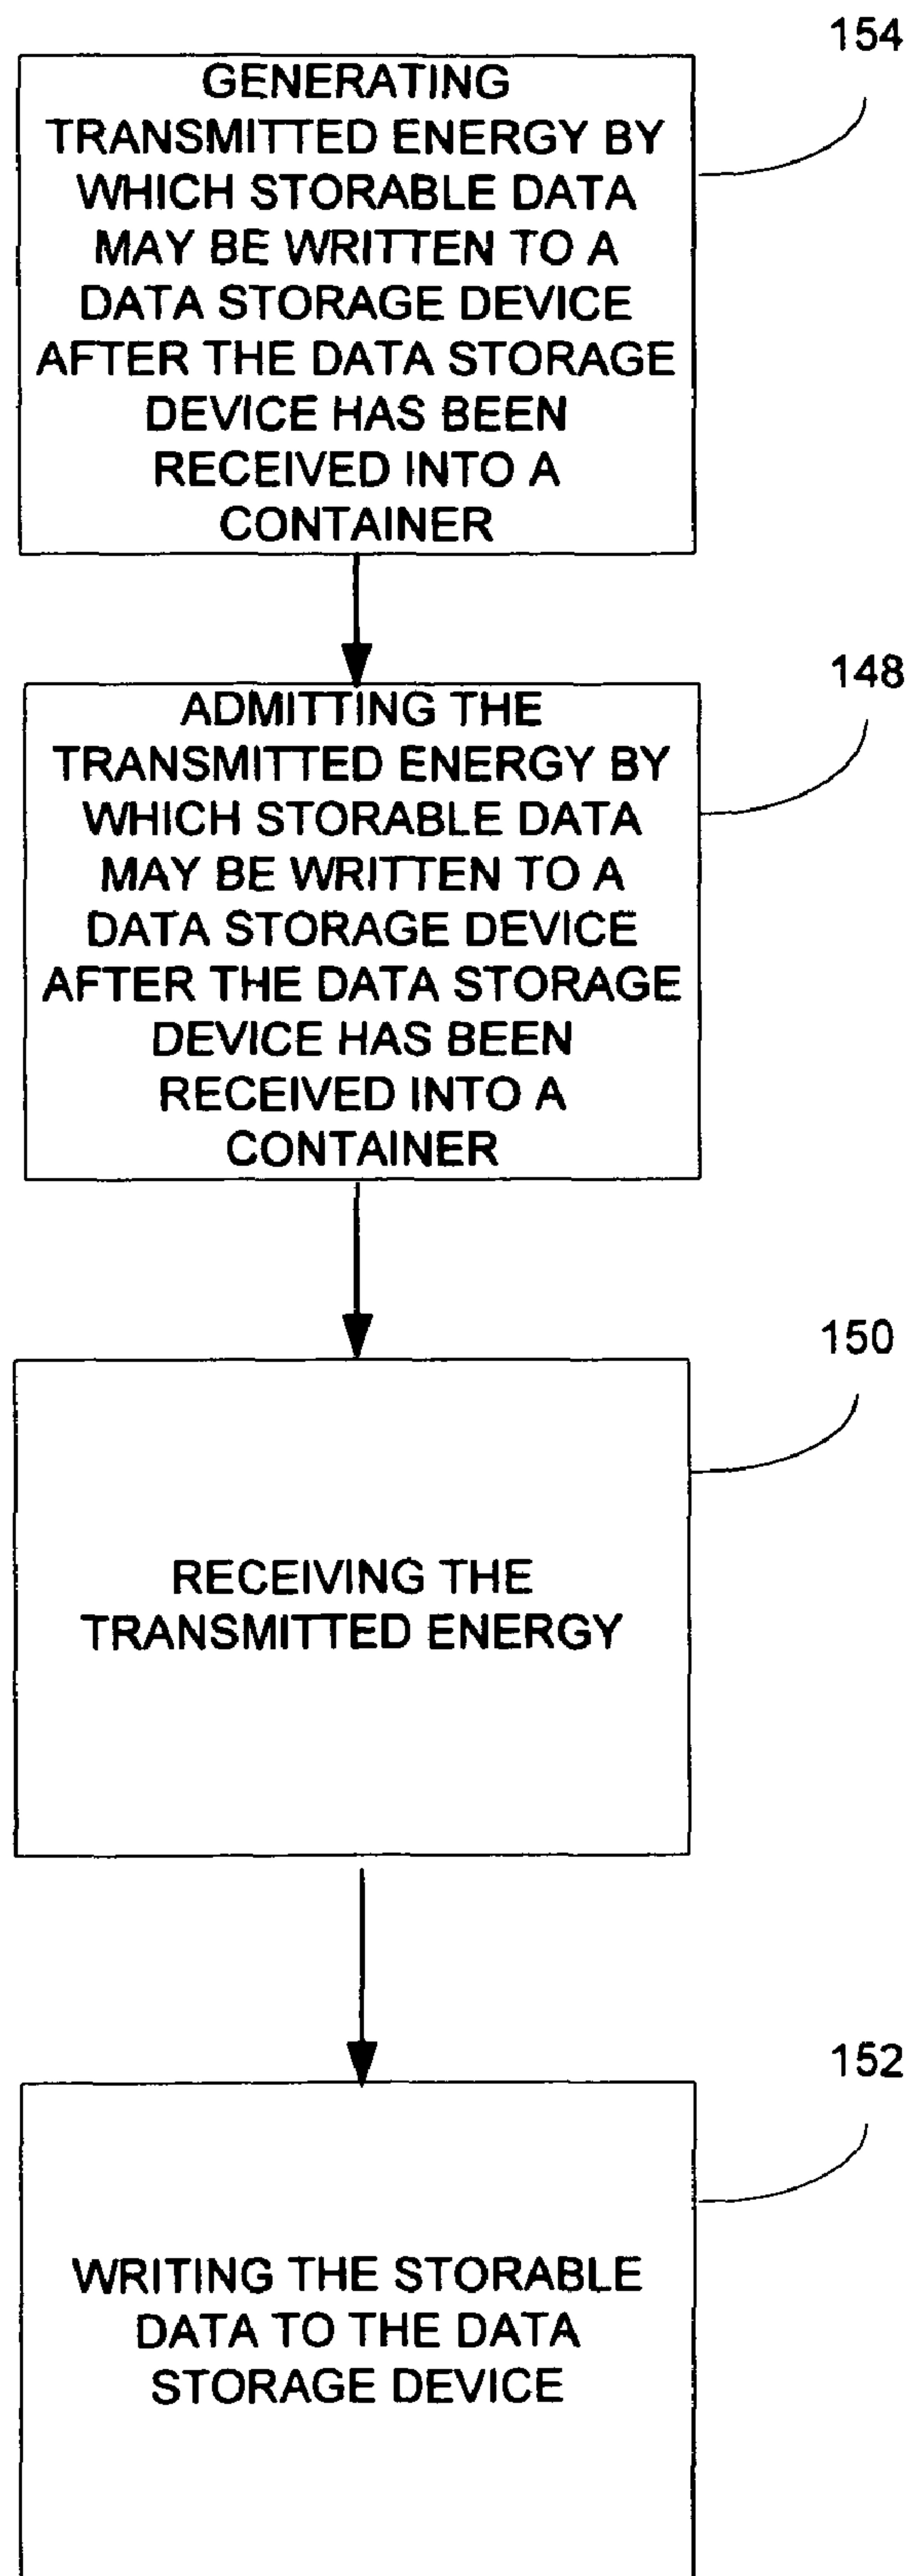 154
GENERATING
TRANSMITTED ENERGY BY
WHICH STORABLE DATA
MAY BE WRITTEN TO A
DATA STORAGE DEVICE
AFTER THE DATA STORAGE
DEVICE HAS BEEN
RECEIVED INTO A
CONTAINER
148
ADMITTING THE
TRANSMITTED ENERGY BY
WHICH STORABLE DATA
MAY BE WRITTEN TO A
DATA STORAGE DEVICE
AFTER THE DATA STORAGE
DEVICE HAS BEEN
RECEIVED INTO A
CONTAINER
150
RECEIVING THE
TRANSMITTED ENERGY
152
WRITING THE STORABLE
DATA TO THE DATA
STORAGE DEVICE